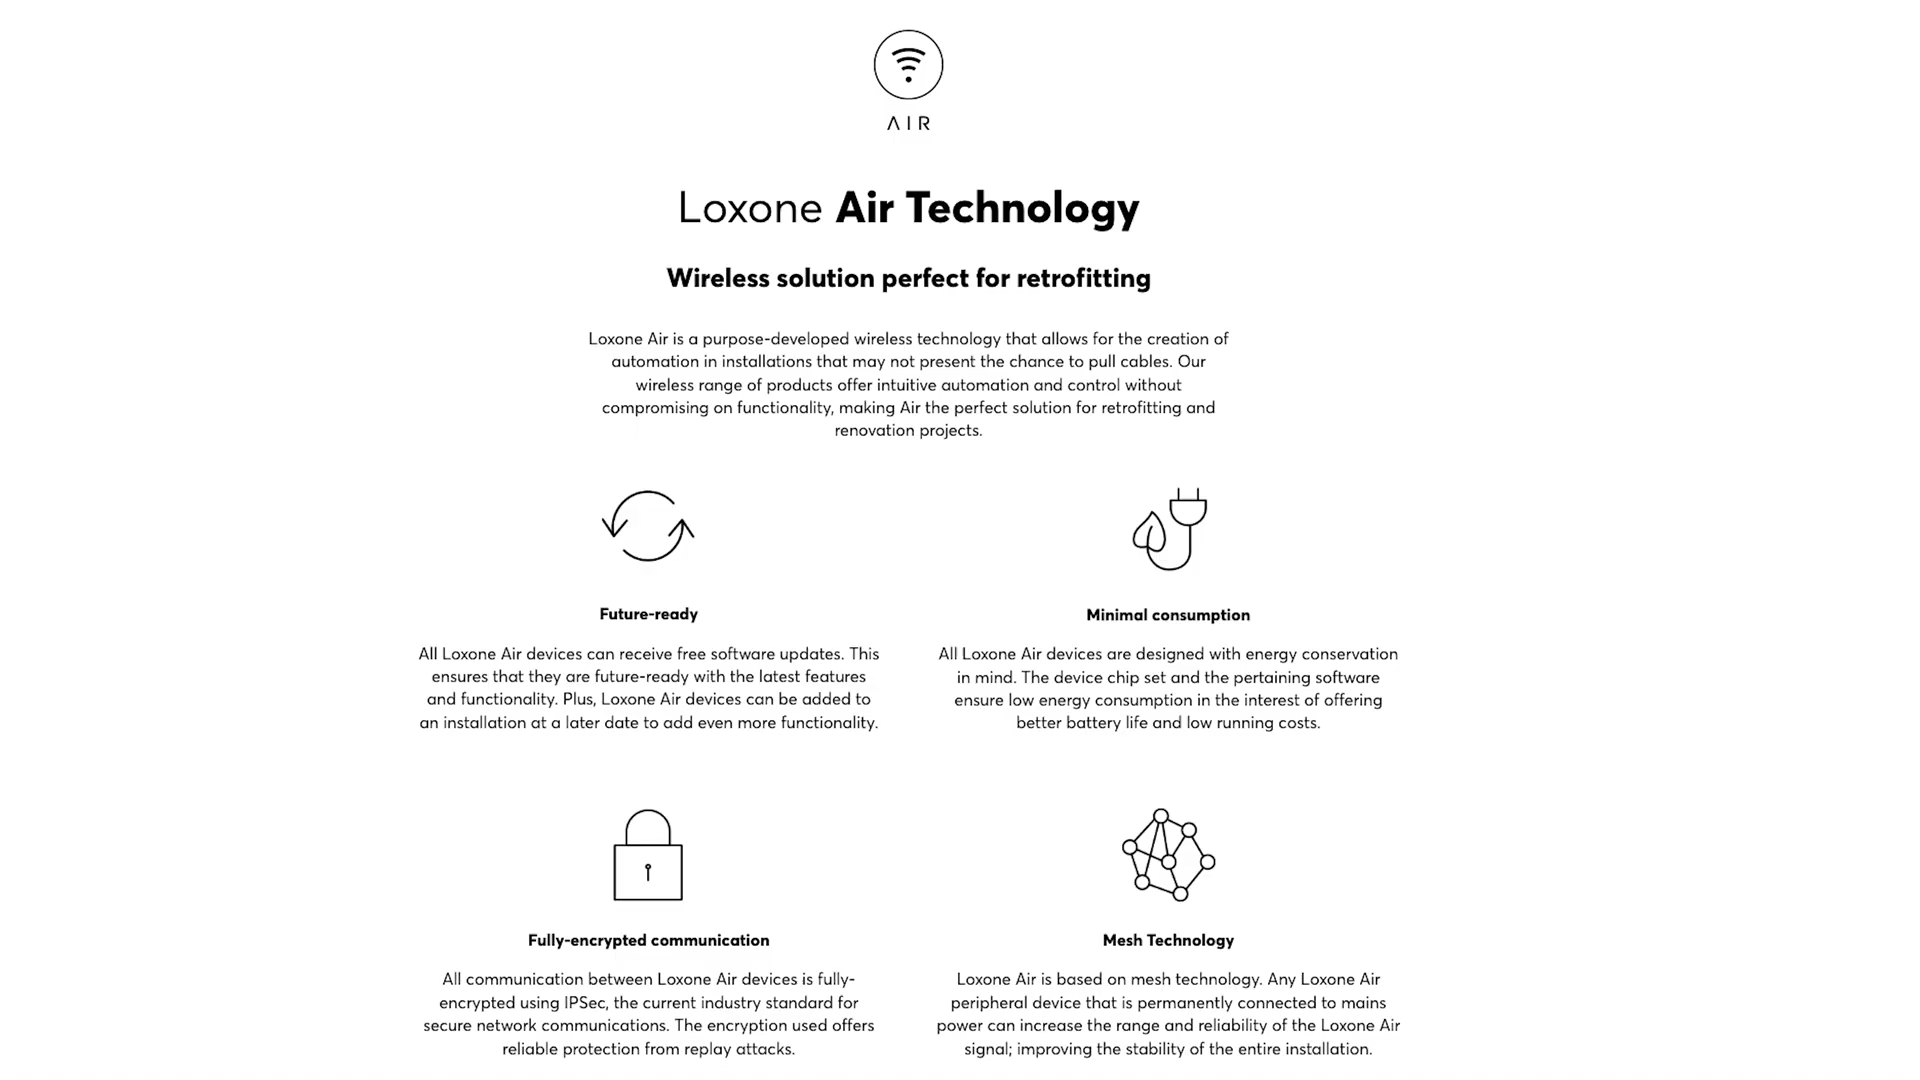 AIR
Loxone Air Technology
Wireless solution perfect for retrofitting
Loxone Air is a purpose-developed wireless technology that allows for the creation of
automation in installations that may not present the chance to pull cables. Our
wireless range of products offer intuitive automation and control without
compromising on functionality, making Air the perfect solution for retrofitting and
renovation projects.
Future-ready
All Loxone Air devices can receive free software updates. This
ensures that they are future-ready with the latest features
and functionality. Plus, Loxone Air devices can be added to
an installation at a later date to add even more functionality.
Minimal consumption
All Loxone Air devices are designed with energy conservation
in mind. The device chip set and the pertaining software
ensure low energy consumption in the interest of offering
better battery life and low running costs.
Fully-encrypted communication
All communication between Loxone Air devices is fully-
encrypted using IPSec, the current industry standard for
secure network communications. The encryption used offers
reliable protection from replay attacks.
Mesh Technology
Loxone Air is based on mesh technology. Any Loxone Air
peripheral device that is permanently connected to mains
power can increase the range and reliability of the Loxone Air
signal; improving the stability of the entire installation.